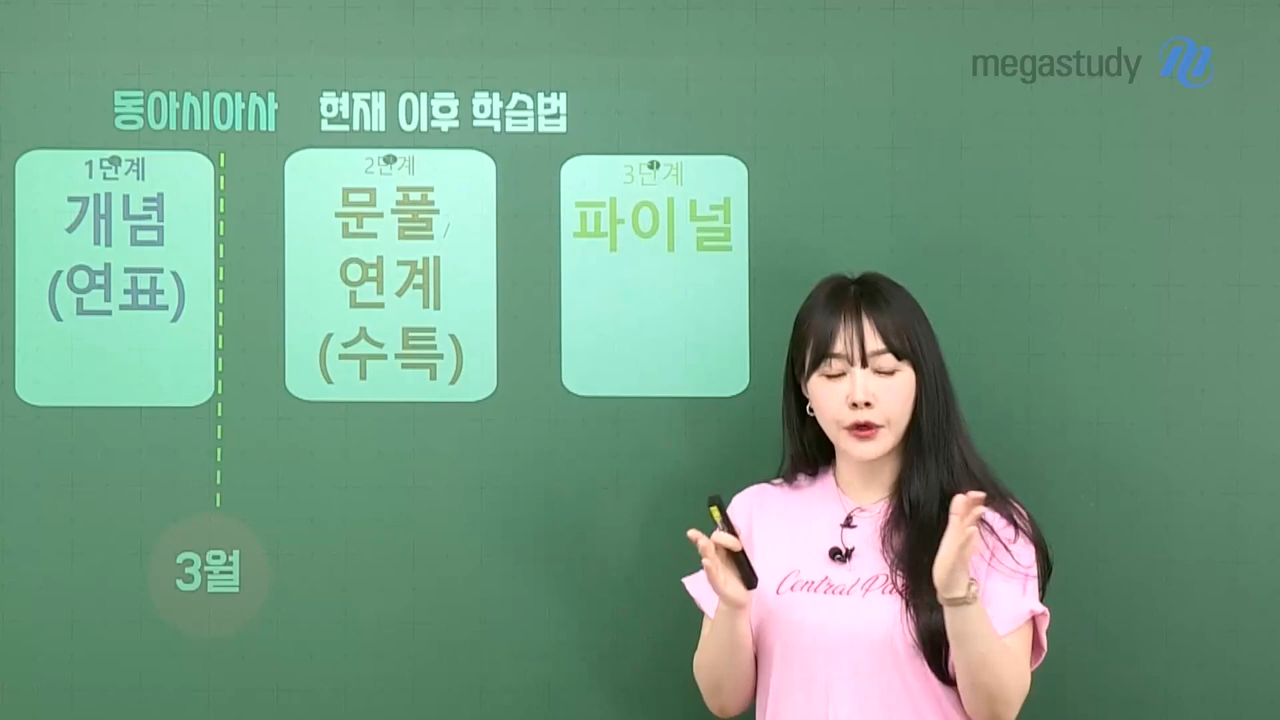 megastudy
동아시아사 현재 이후 학습법
1단계
개념
(연표)
2단계
문풀/
연계
(수특)
3단계
파이널
3월
Central Pa